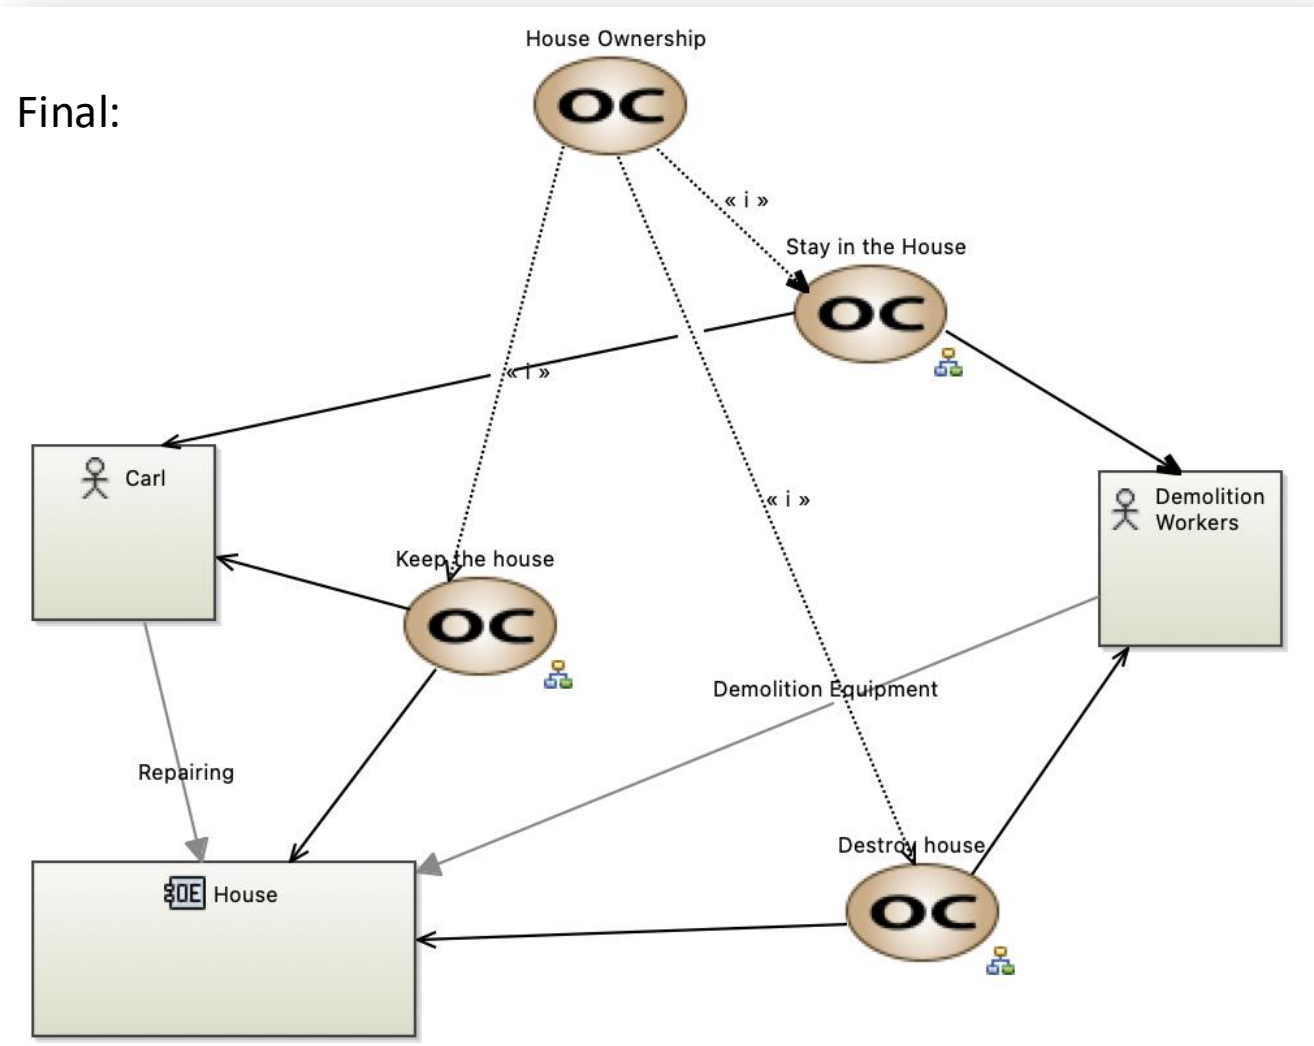 House Ownership
OC
Final:
« i »
Stay in the House
OC
« i »
Carl
Demolition
Workers
« i »
Keep the house
OC
Demolition Equipment
Repairing
Destroy house
OE House
OC